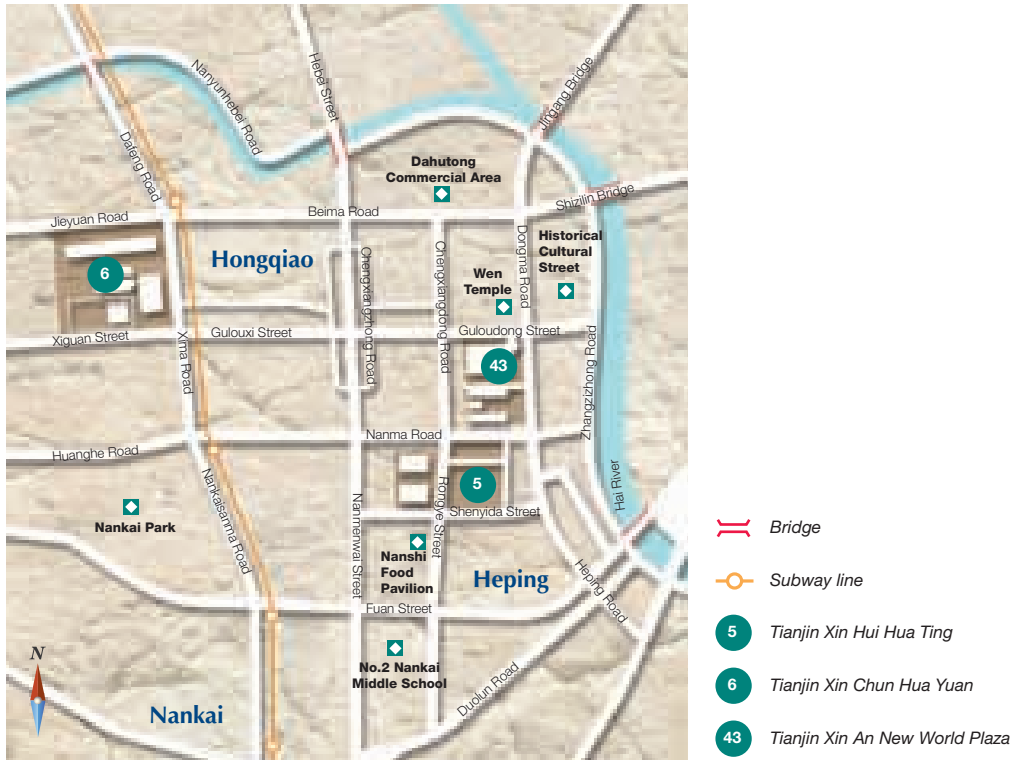 Nanyunhebei Road
Hebei Street
Jingang Bridge
Dafeng Road
Dahutong
Commercial Area
Shizilin Bridge
Jieyuan Road
Beima Road
Hongqiao
Chengxiangzhong Road
Chengxiangdong Road
Dongma Road
Historical
Cultural
Street
6
Wen
Temple
Xiguan Street
Gulouxi Street
Guloudong Street
Xima Road
43
Zhangzizhong Road
Nanma Road
Huanghe Road
Nankaisanma Road
5
Hai River
Nankai Park
Nanmenwai Street
Rongye Street
Shenyida Street
Nanshi
Food
Pavilion
Heping
Heping Road
Fuan Street
No.2 Nankai
Middle School
Duolun Road
N
Nankai
Bridge
Subway line
5 Tianjin Xin Hui Hua Ting
6 Tianjin Xin Chun Hua Yuan
43 Tianjin Xin An New World Plaza